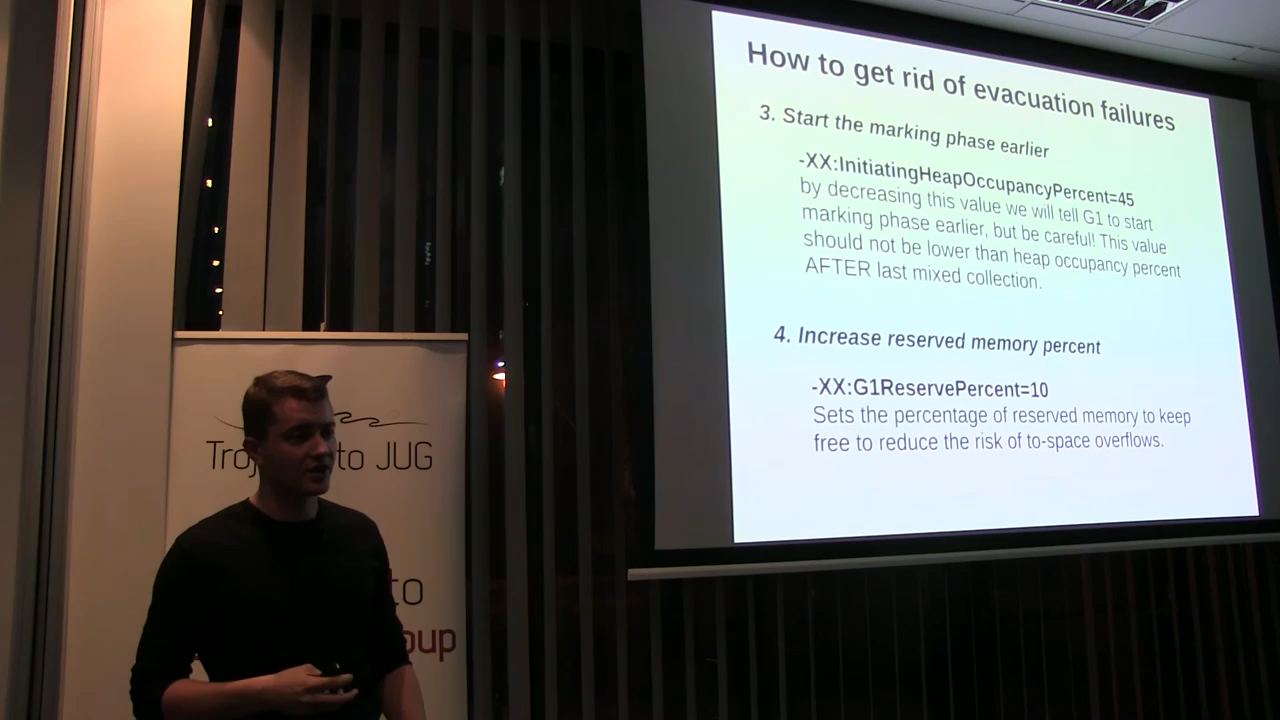 How to get rid of evacuation failures
3. Start the marking phase earlier
-XX:InitiatingHeapOccupancyPercent=45
by decreasing this value we will tell G1 to start
marking phase earlier, but be careful! This value
should not be lower than heap occupancy percent
AFTER last mixed collection.
4. Increase reserved memory percent
-XX:G1ReservePercent=10
Sets the percentage of reserved memory to keep
free to reduce the risk of to-space overflows.
JUG